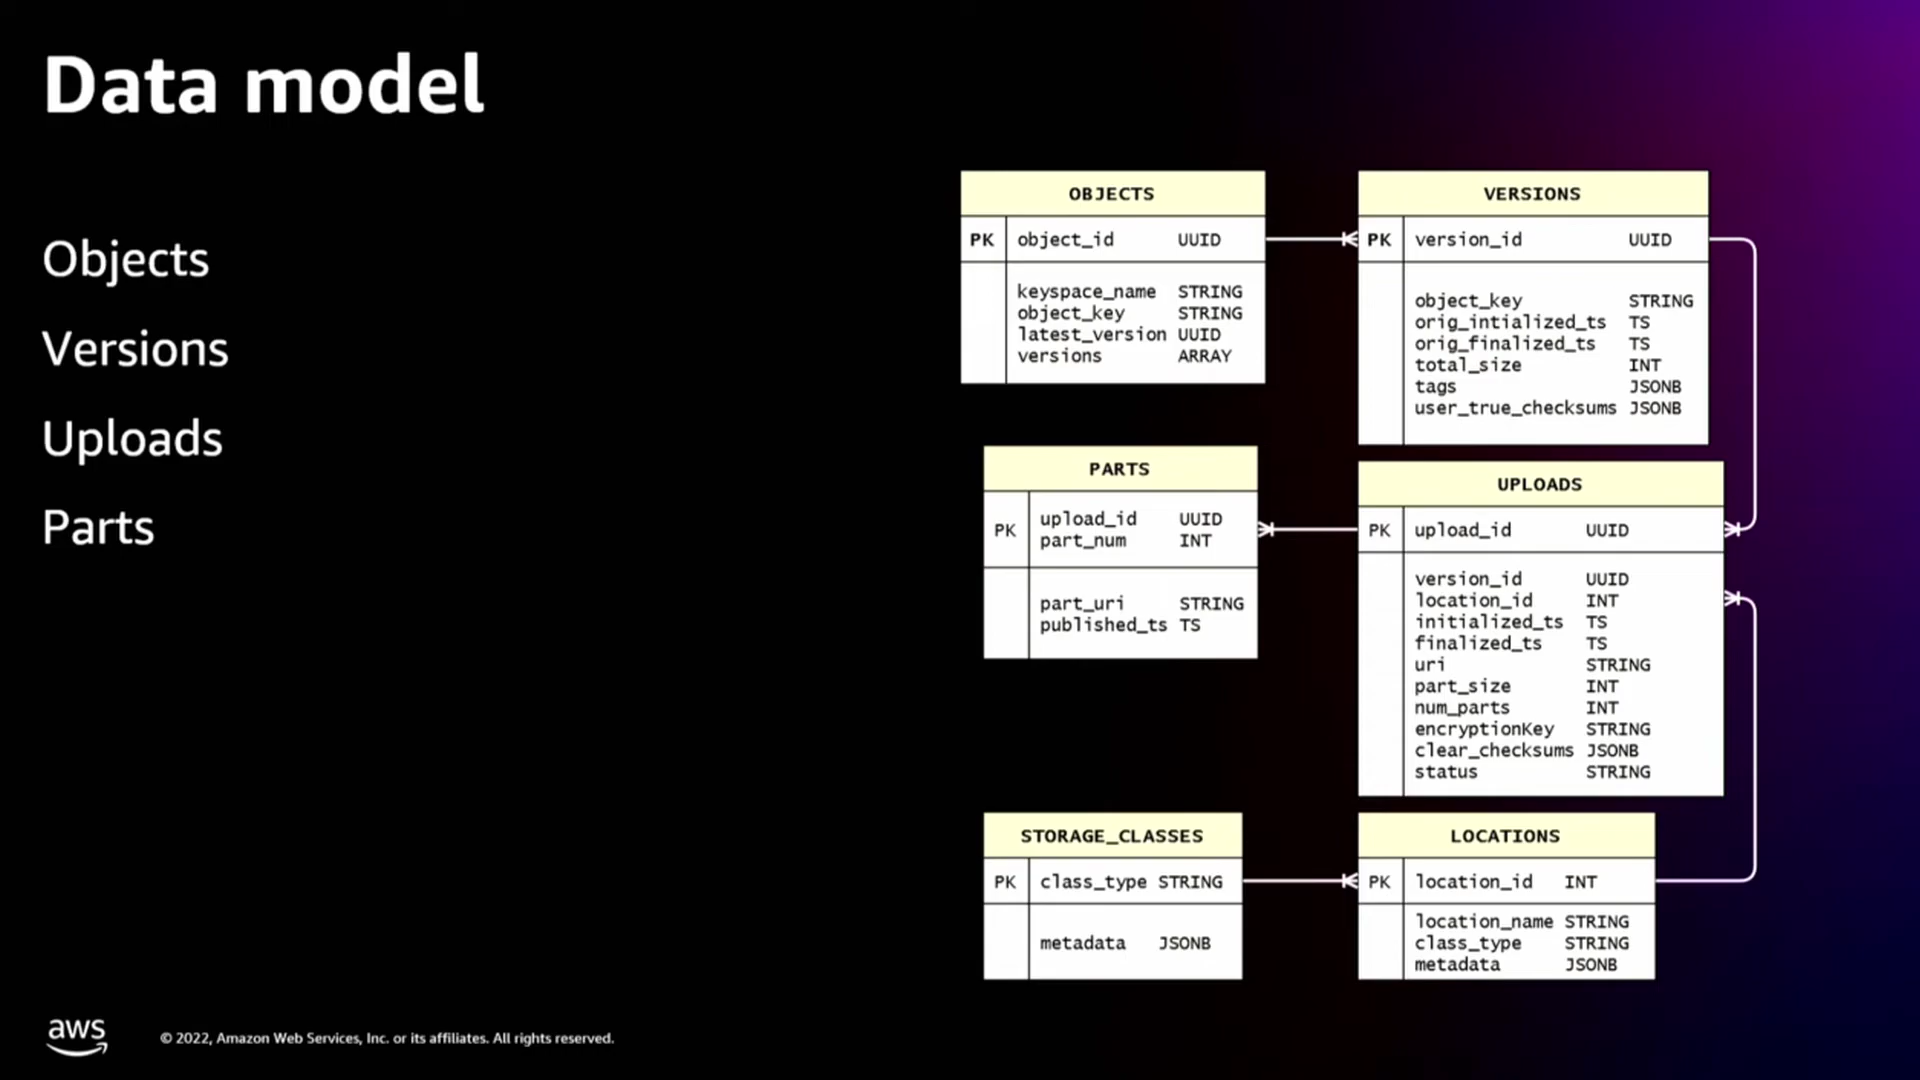 Data model
Objects
Versions
Uploads
Parts
OBJECTS
PK object_id UUID
keyspace_name STRING
object_key STRING
latest_version UUID
versions ARRAY
VERSIONS
PK version_id UUID
object_key STRING
orig_intialized_ts TS
orig_finalized_ts TS
total_size INT
tags JSONB
user_true_checksums JSONB
PARTS
PK upload_id UUID
part_num INT
part_uri STRING
published_ts TS
UPLOADS
PK upload_id UUID
version_id UUID
location_id INT
initialized_ts TS
finalized_ts TS
uri STRING
part_size INT
num_parts INT
encryptionKey STRING
clear_checksums JSONB
status STRING
STORAGE_CLASSES
PK class_type STRING
metadata JSONB
LOCATIONS
PK location_id INT
location_name STRING
class_type STRING
metadata JSONB
aws
© 2022, Amazon Web Services, Inc. or its affiliates. All rights reserved.